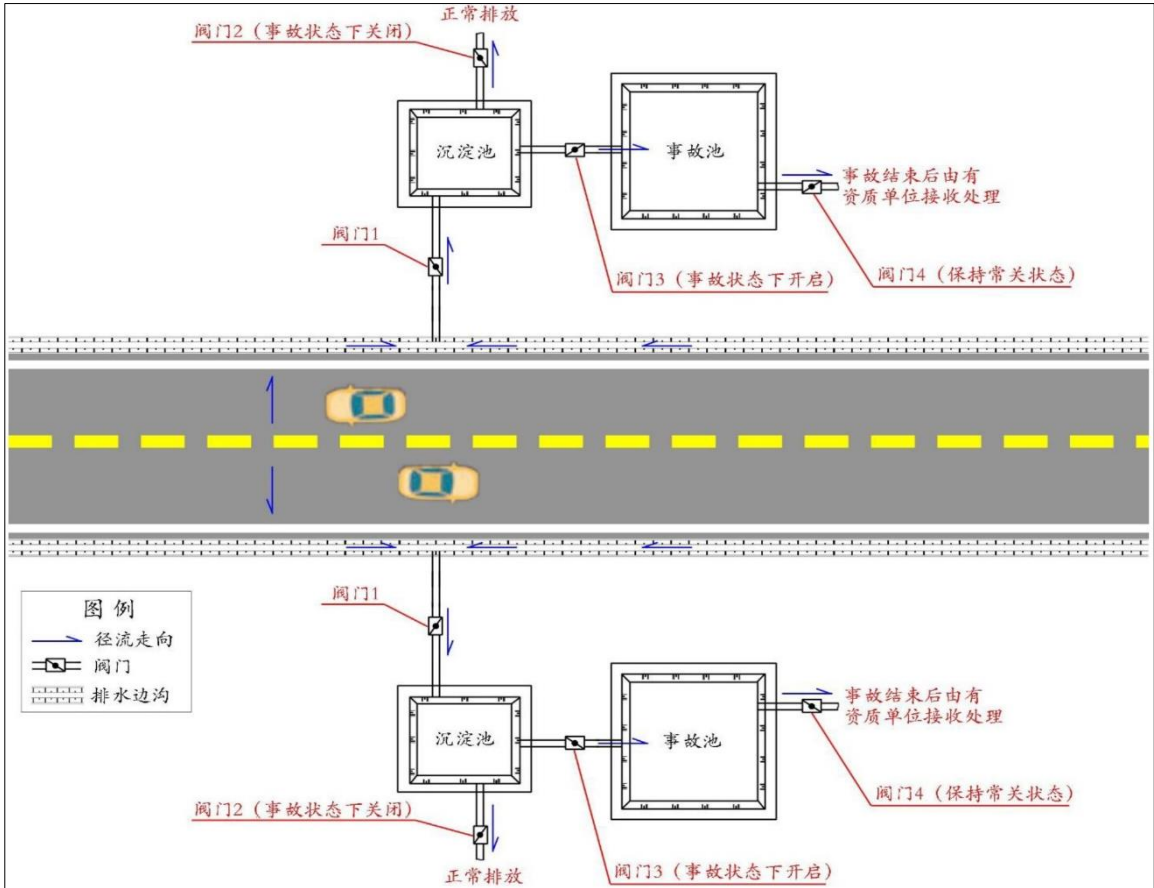 正常排放
阀门2（事故状态下关闭）
沉淀池
事故池
事故结束后由有
资质单位接收处理
阀门1
阀门3（事故状态下开启）
阀门4（保持常关状态）
阀门1
图 例
径流走向
阀门
排水边沟
沉淀池
事故池
事故结束后由有
资质单位接收处理
阀门2（事故状态下关闭）
阀门4（保持常关状态）
正常排放
阀门3（事故状态下开启）